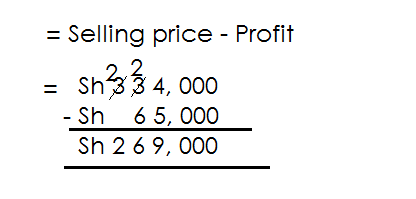 = Selling price - Profit
2 2
= Sh 3 3 4, 000
- Sh 6 5, 000
Sh 2 6 9, 000